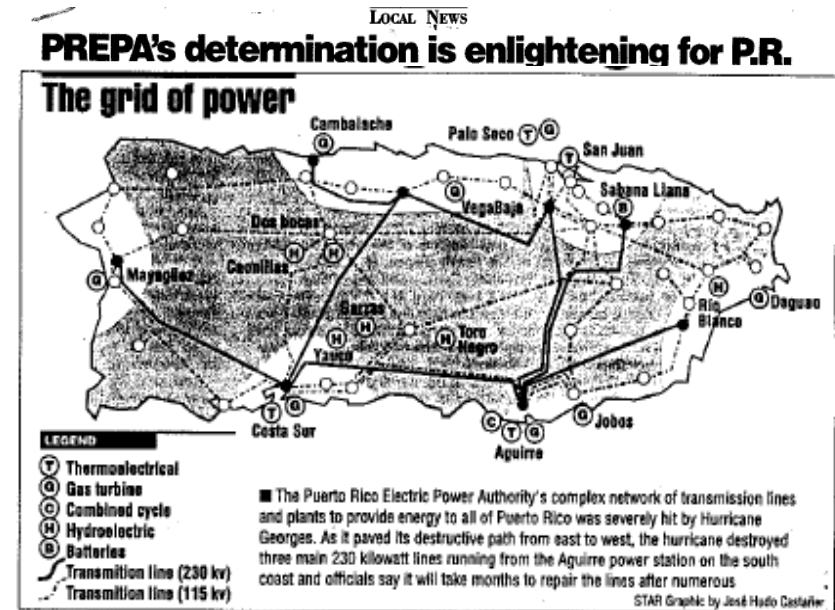 LOCAL NEWS
PREPA's determination is enlightening for P.R.
The grid of power
Cambalache
G
Palo Seco T G
T San Juan
Sabana Llana
B
G
Vega Baja
Dos bocas
H H
Caonillas
G Mayagüez
Garzas
H
H
Yauco
H Toro
Negro
H
Río
Blanco
G Daguao
T G
Costa Sur
C T G
Aguirre
G Jobos
LEGEND
T Thermoelectrical
G Gas turbine
C Combined cycle
H Hydroelectric
B Batteries
Transmition line (230 kv)
Transmition line (115 kv)
■ The Puerto Rico Electric Power Authority's complex network of transmission lines
and plants to provide energy to all of Puerto Rico was severely hit by Hurricane
Georges. As it paved its destructive path from east to west, the hurricane destroyed
three main 230 kilowatt lines running from the Aguirre power station on the south
coast and officials say it will take months to repair the lines after numerous
STAR Graphic by José Hudo Castañer